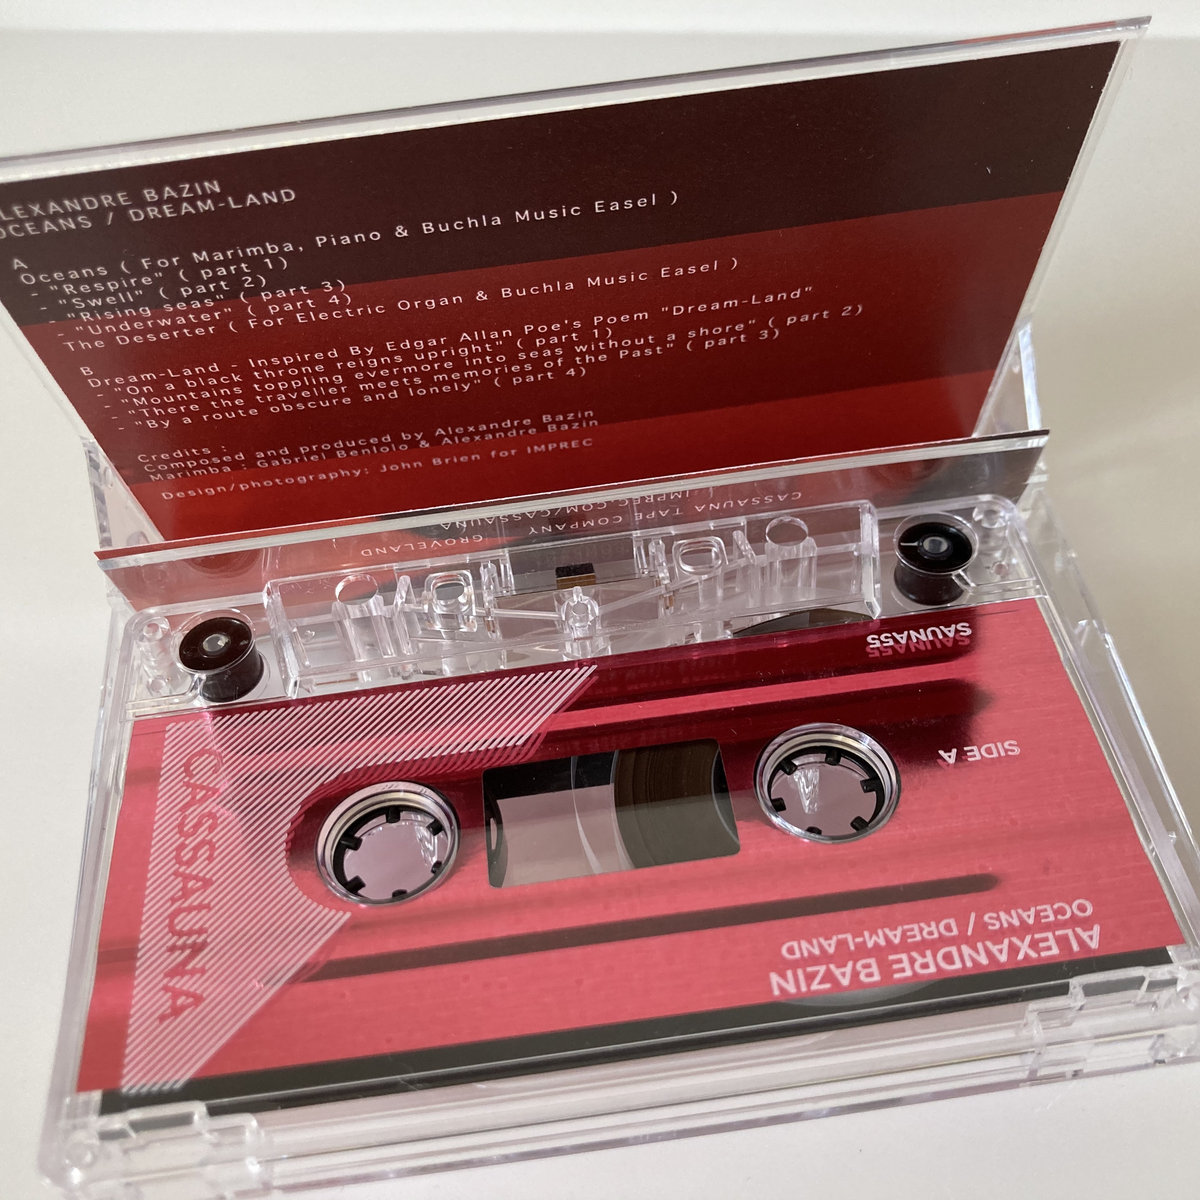 ALEXANDRE BAZIN
OCEANS / DREAM-LAND
A
Oceans ( For Marimba, Piano & Buchla Music Easel )
- "Respire" ( part 1)
- "Swell" ( part 2)
- "Rising seas" ( part 3)
- "Underwater" ( part 4)
The Deserter ( For Electric Organ & Buchla Music Easel )
B
Dream-Land - Inspired By Edgar Allan Poe's Poem "Dream-Land"
- "On a black throne reigns upright" ( part 1)
- "Mountains toppling evermore into seas without a shore" ( part 2)
- "There the traveller meets memories of the Past" ( part 3)
- "By a route obscure and lonely" ( part 4)
Credits :
Composed and produced by Alexandre Bazin
Marimba : Gabriel Benlolo & Alexandre Bazin
Design/photography: John Brien for IMPREC
CASSAUNA TAPE COMPANY
GROVELAND
IMPREC.COM/CASSAUNA
SAUNA55
SIDE A
CASSAUNA
ALEXANDRE BAZIN
OCEANS / DREAM-LAND